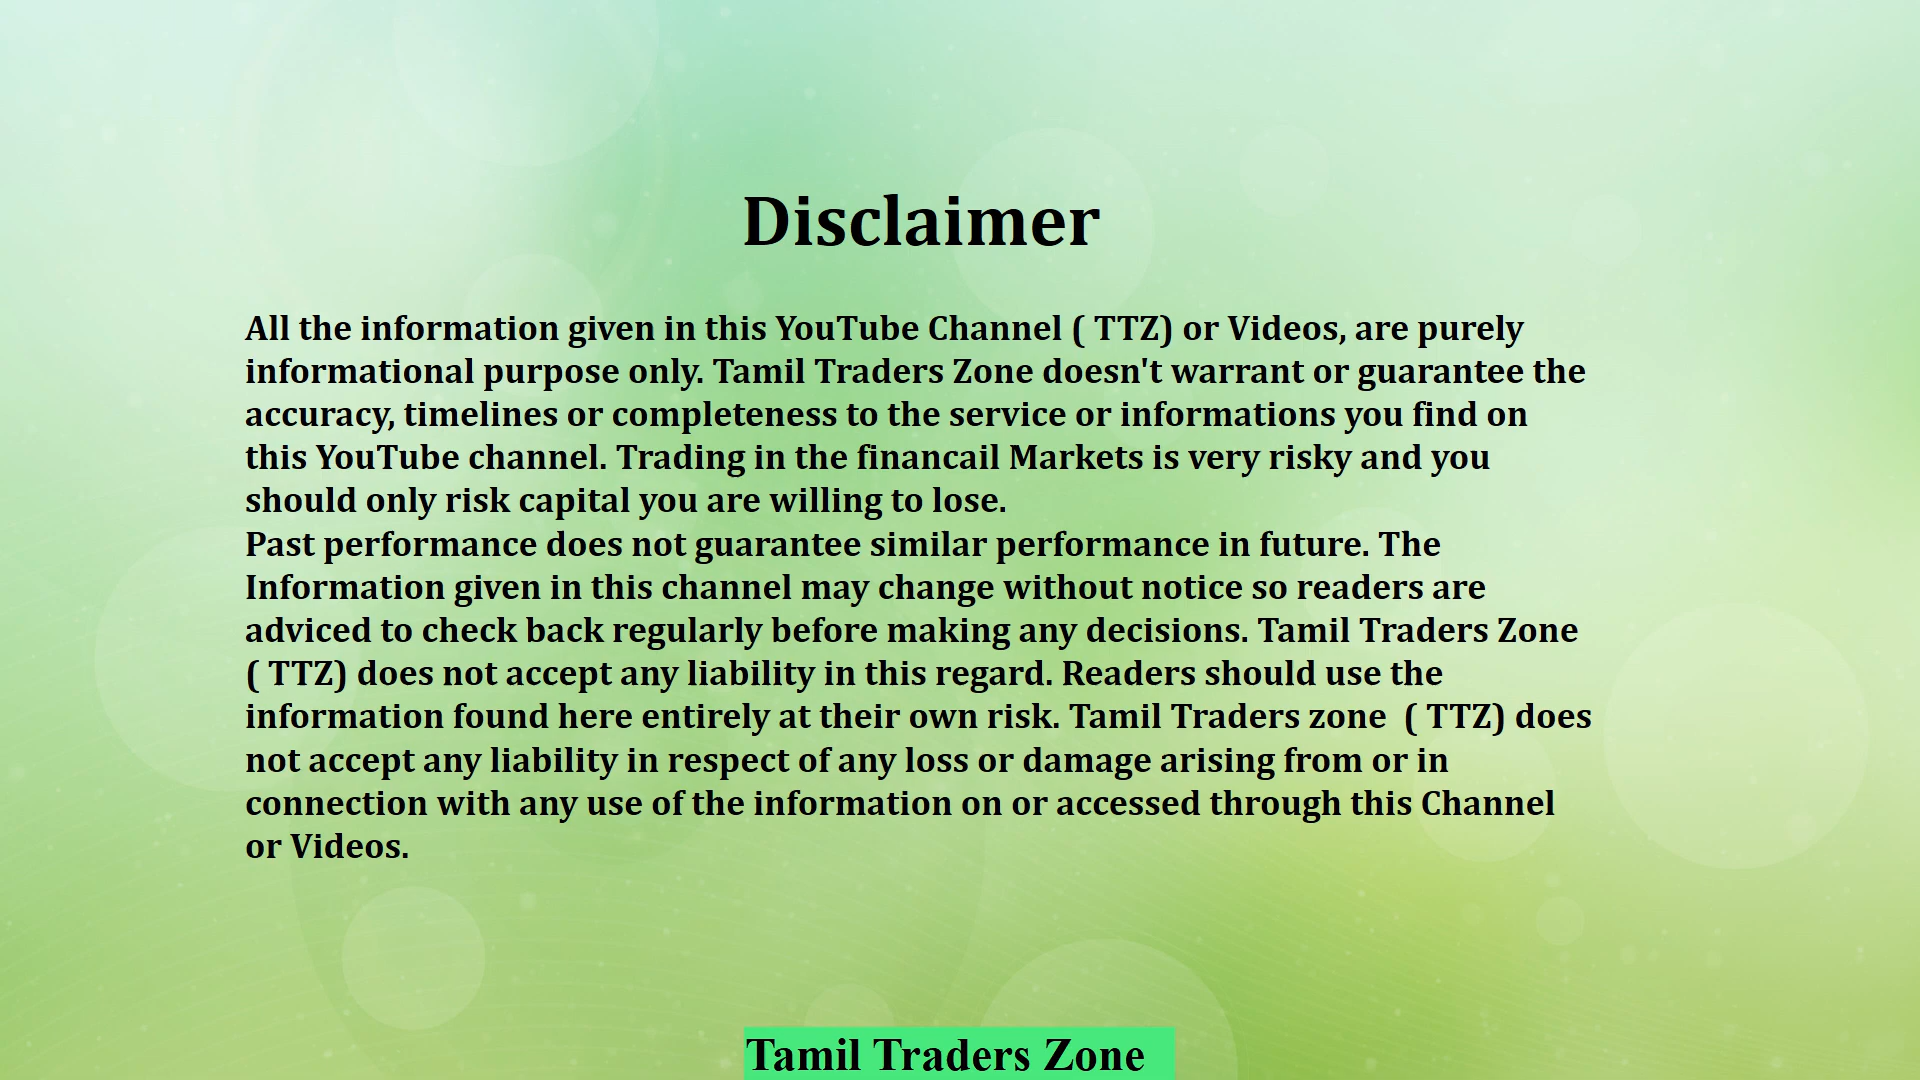 Disclaimer
All the information given in this YouTube Channel ( TTZ) or Videos, are purely
informational purpose only. Tamil Traders Zone doesn't warrant or guarantee the
accuracy, timelines or completeness to the service or informations you find on
this YouTube channel. Trading in the financail Markets is very risky and you
should only risk capital you are willing to lose.
Past performance does not guarantee similar performance in future. The
Information given in this channel may change without notice so readers are
adviced to check back regularly before making any decisions. Tamil Traders Zone
( TTZ) does not accept any liability in this regard. Readers should use the
information found here entirely at their own risk. Tamil Traders zone  ( TTZ) does
not accept any liability in respect of any loss or damage arising from or in
connection with any use of the information on or accessed through this Channel
or Videos.
Tamil Traders Zone